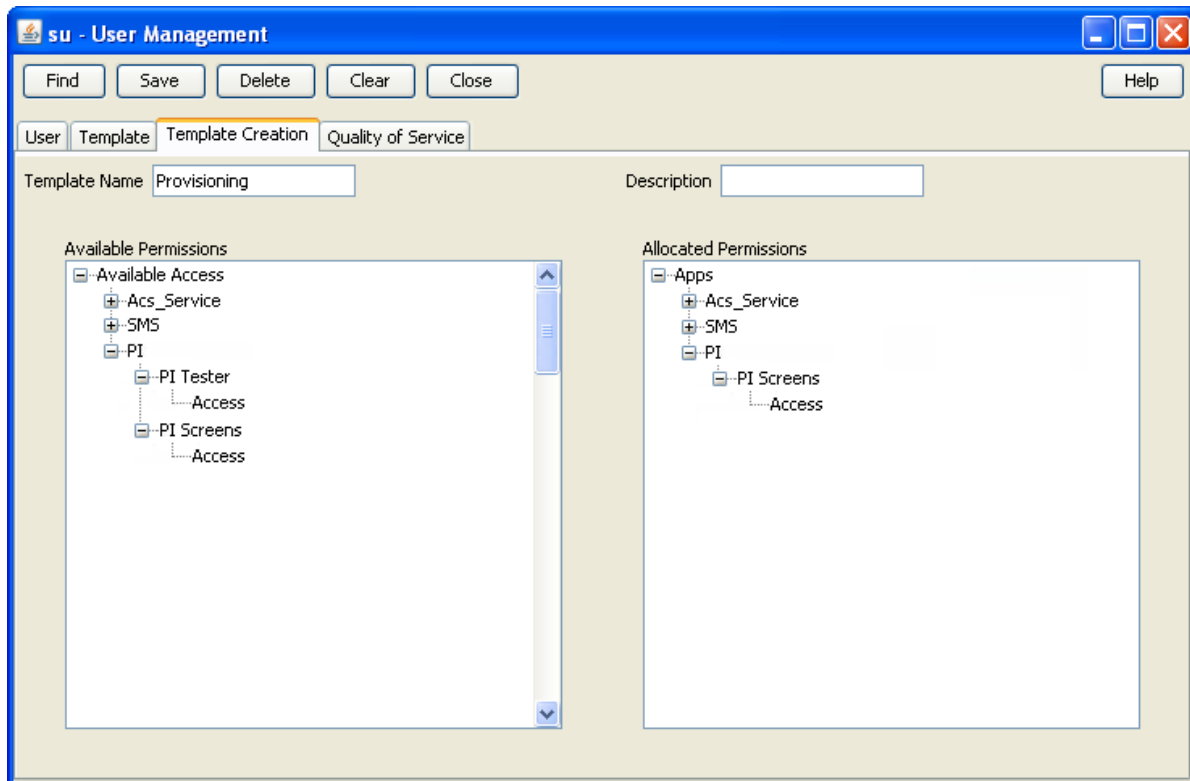 su - User Management
Find Save Delete Clear Close Help
User Template Template Creation Quality of Service
Template Name Provisioning Description
Available Permissions
Available Access
Acs_Service
SMS
PI
PI Tester
Access
PI Screens
Access
Allocated Permissions
Apps
Acs_Service
SMS
PI
PI Screens
Access